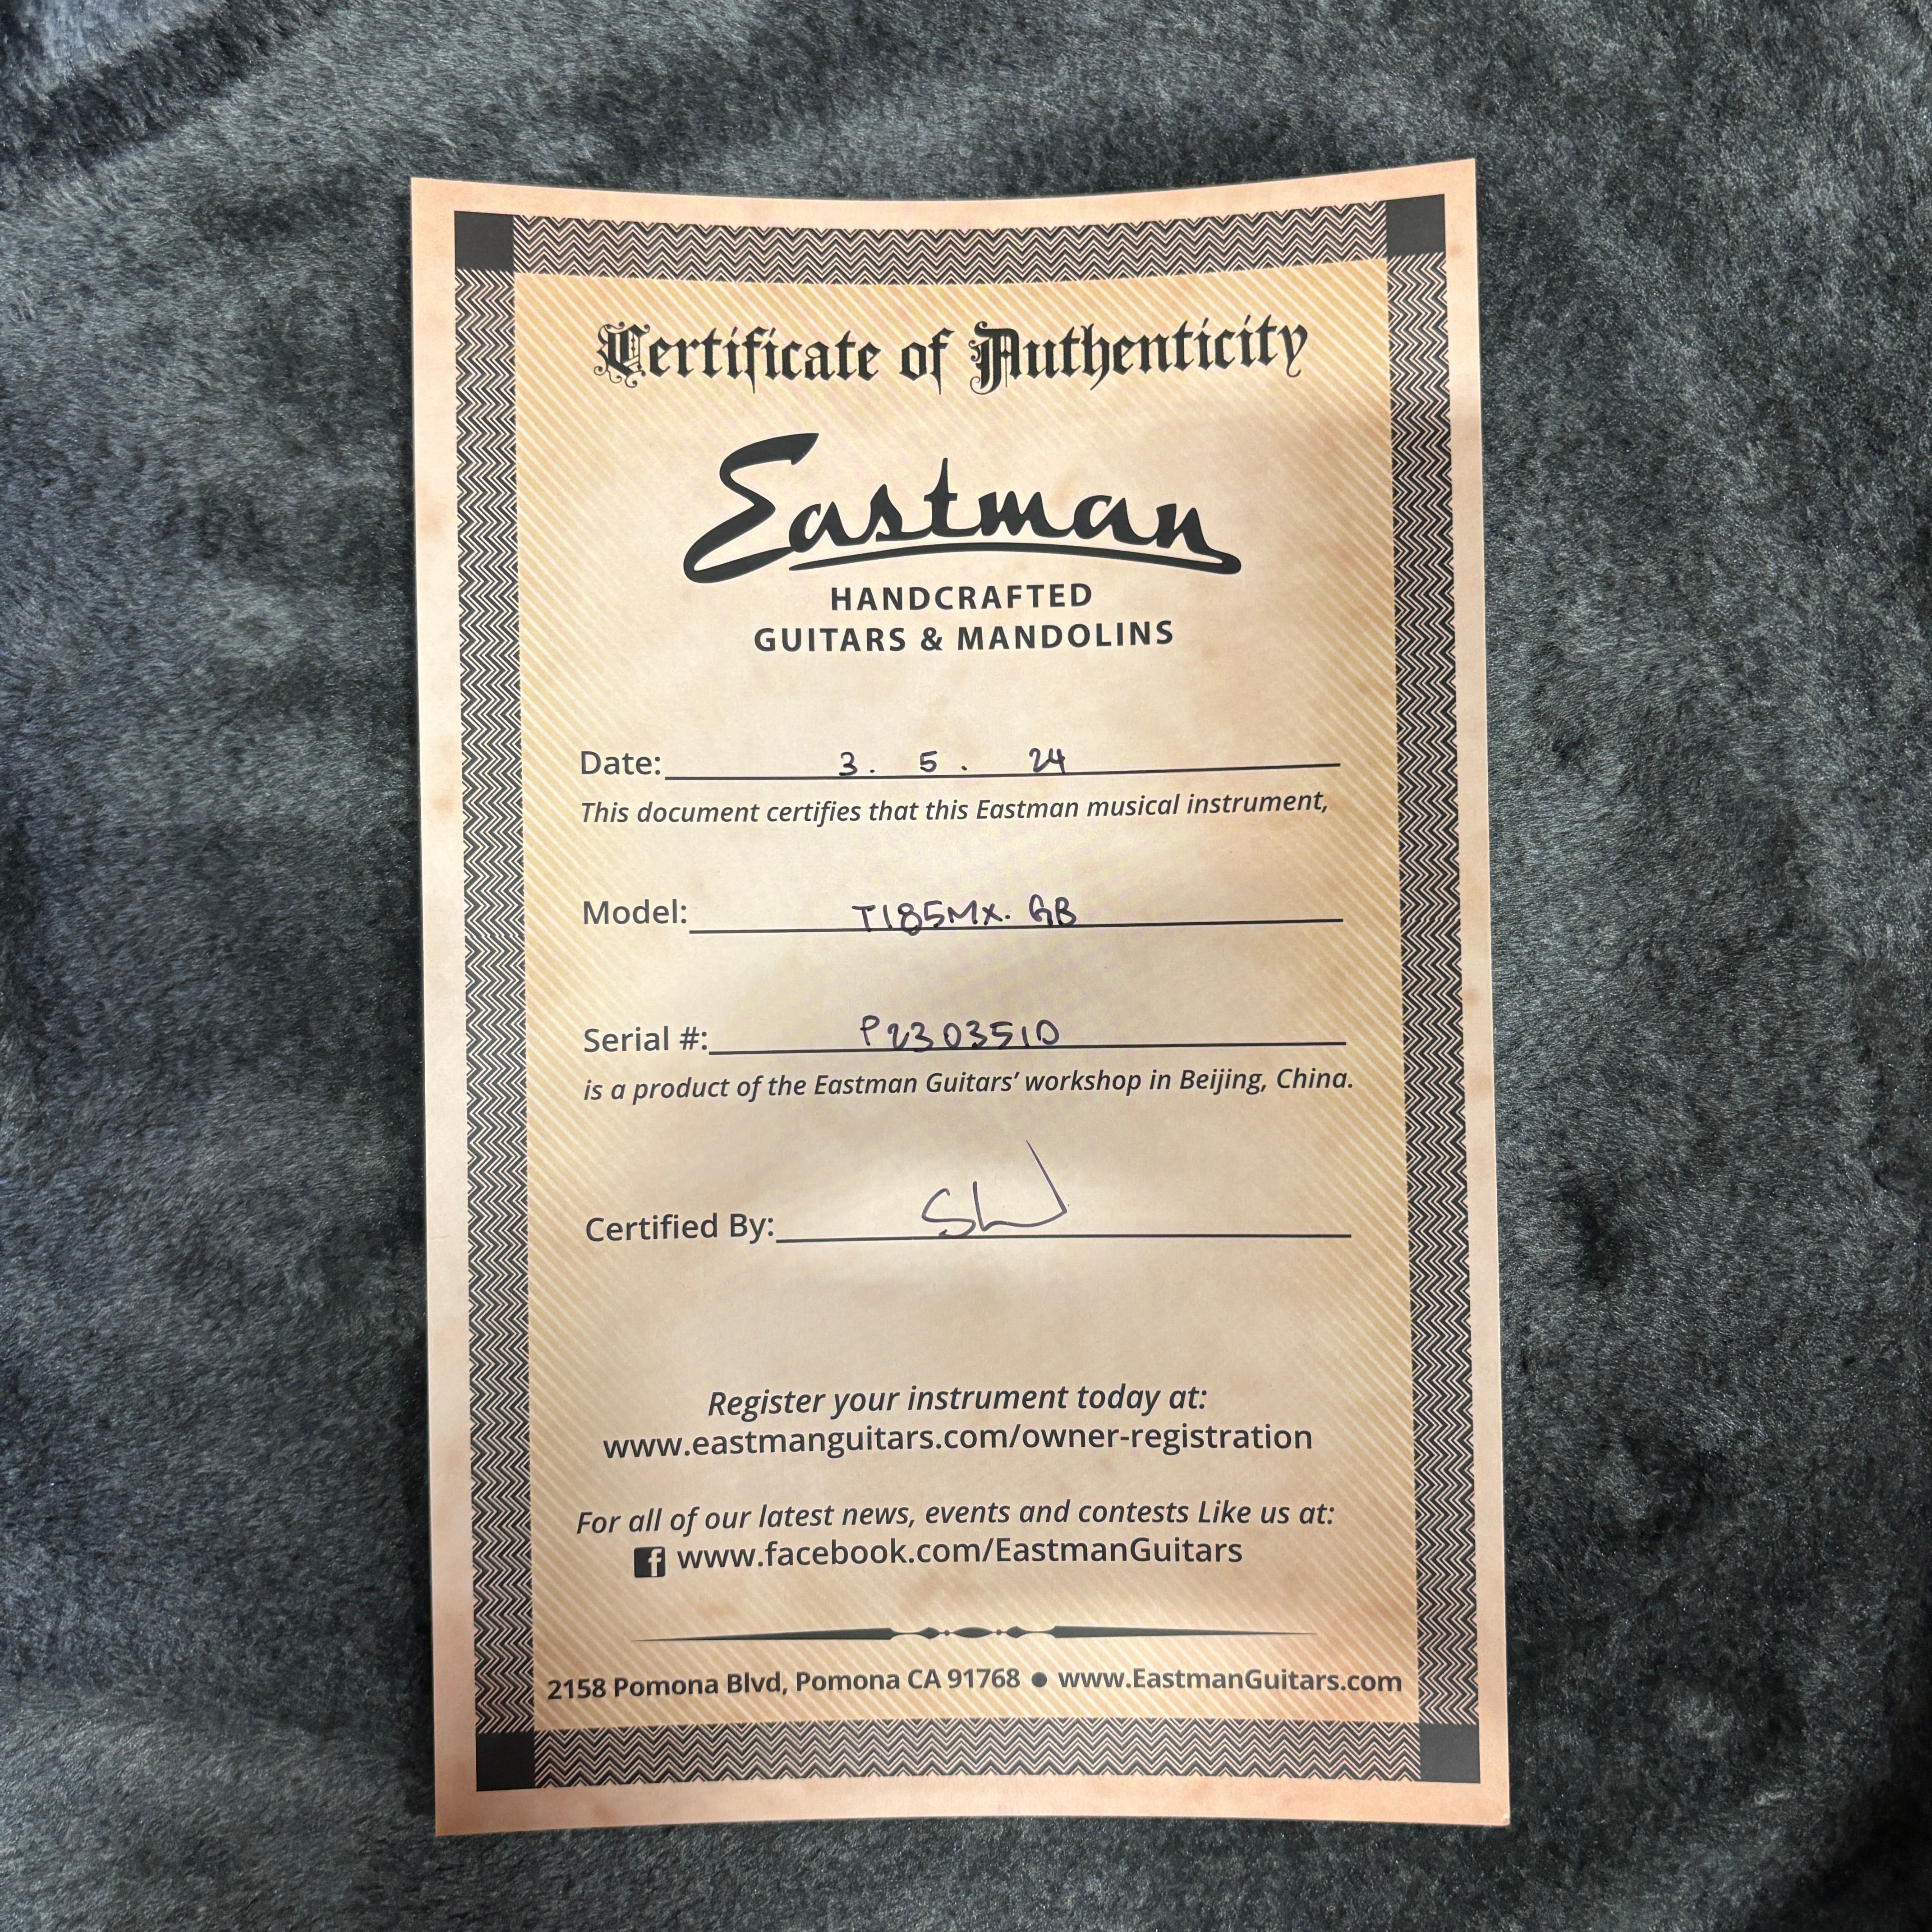 Certificate of Authenticity
Eastman
HANDCRAFTED
GUITARS & MANDOLINS
Date: 3. 5. 24
This document certifies that this Eastman musical instrument,
Model: T185MX. GB
Serial #: P2303510
is a product of the Eastman Guitars’ workshop in Beijing, China.
Certified By:
Register your instrument today at:
www.eastmanguitars.com/owner-registration
For all of our latest news, events and contests Like us at:
f www.facebook.com/EastmanGuitars
2158 Pomona Blvd, Pomona CA 91768 ● www.EastmanGuitars.com